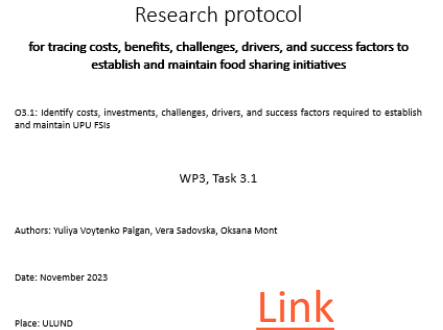 Research protocol
for tracing costs, benefits, challenges, drivers, and success factors to
establish and maintain food sharing initiatives
O3.1: Identify costs, investments, challenges, drivers, and success factors required to establish
and maintain UPU FSIs
WP3, Task 3.1
Authors: Yuliya Voytenko Palgan, Vera Sadovska, Oksana Mont
Date: November 2023
Place: ULUND
Link